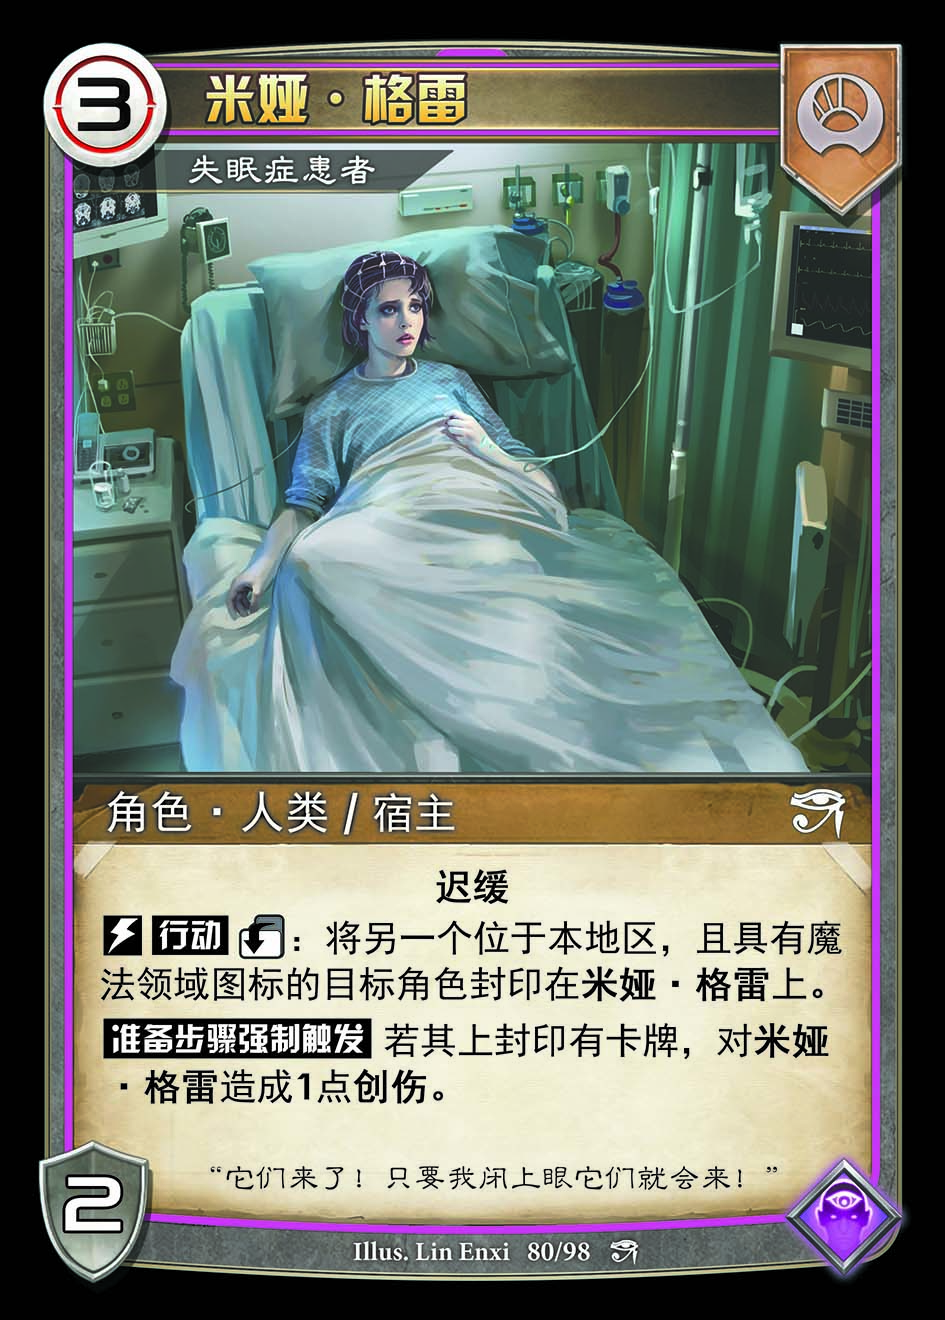 3
米娅·格雷
失眠症患者
角色·人类 / 宿主
迟缓
行动 ：将另一个位于本地区，且具有魔
法领域图标的目标角色封印在米娅·格雷上。
准备步骤强制触发 若其上封印有卡牌，对米娅
·格雷造成1点创伤。
“它们来了！只要我闭上眼它们就会来！”
2
Illus. Lin Enxi 80/98